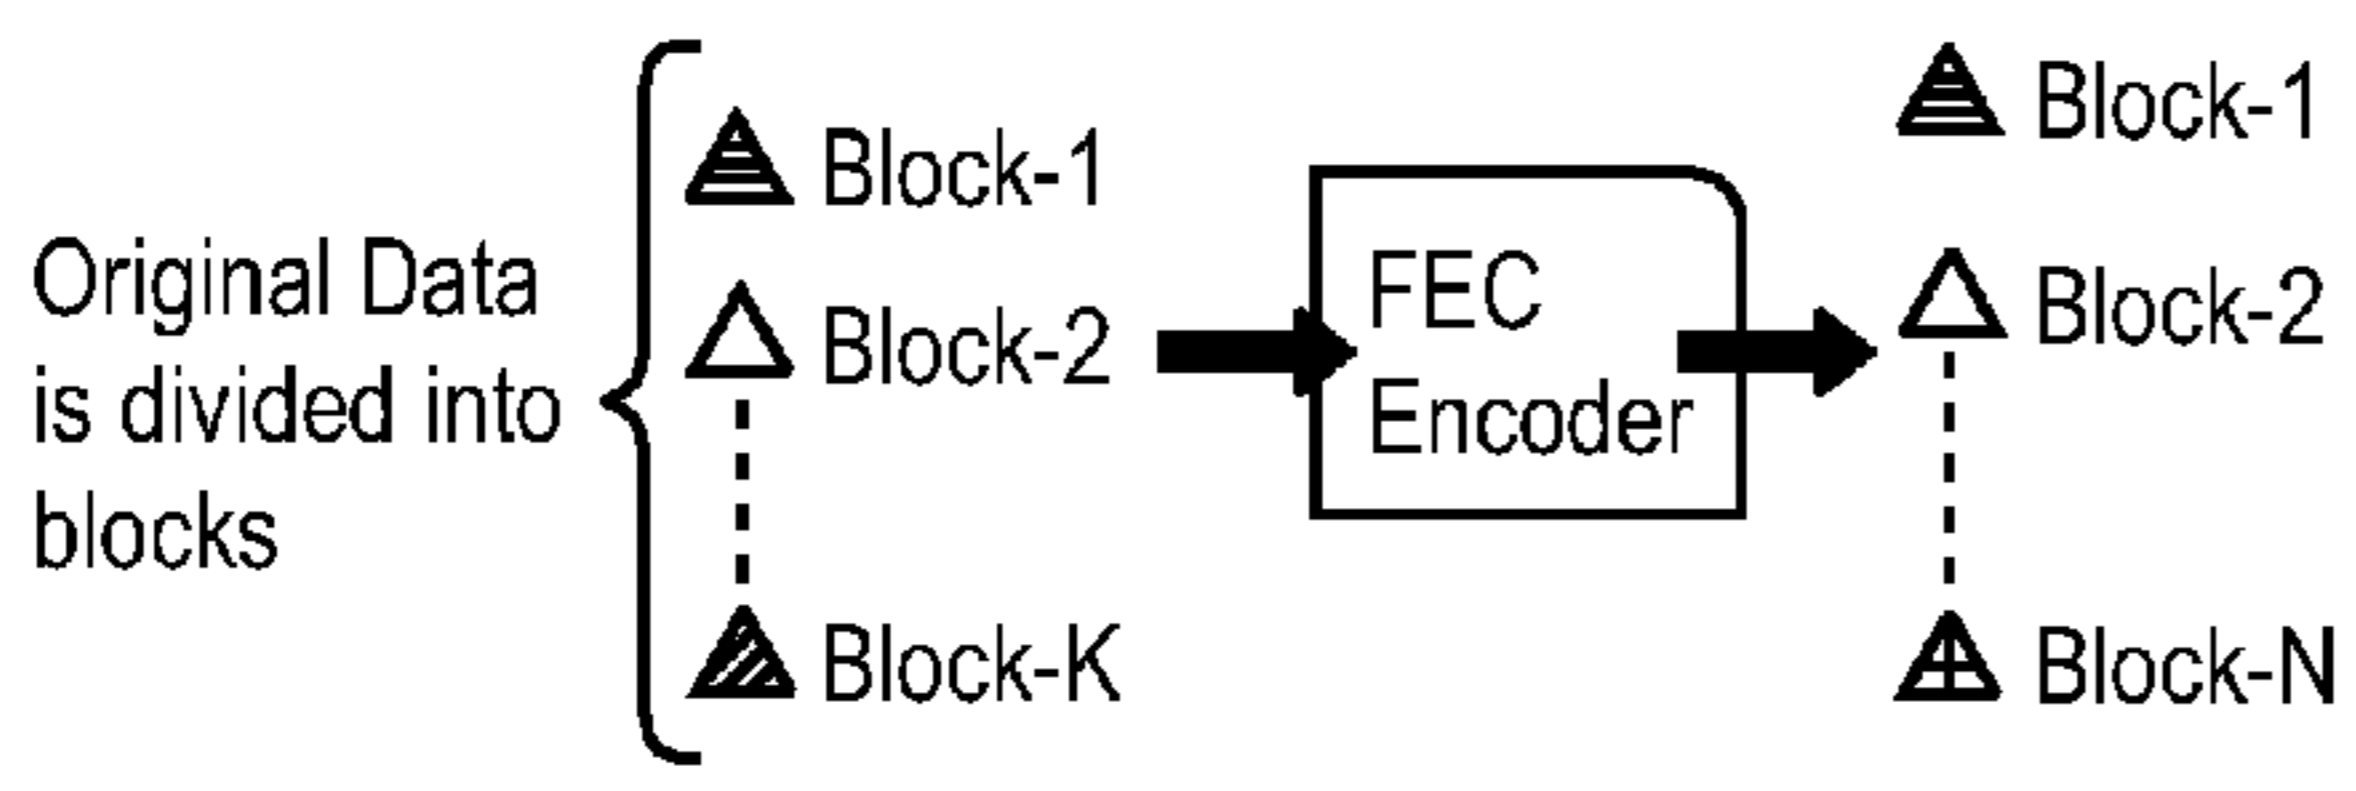 Original Data
is divided into
blocks
Block-1
Block-2
Block-K
FEC
Encoder
Block-1
Block-2
Block-N